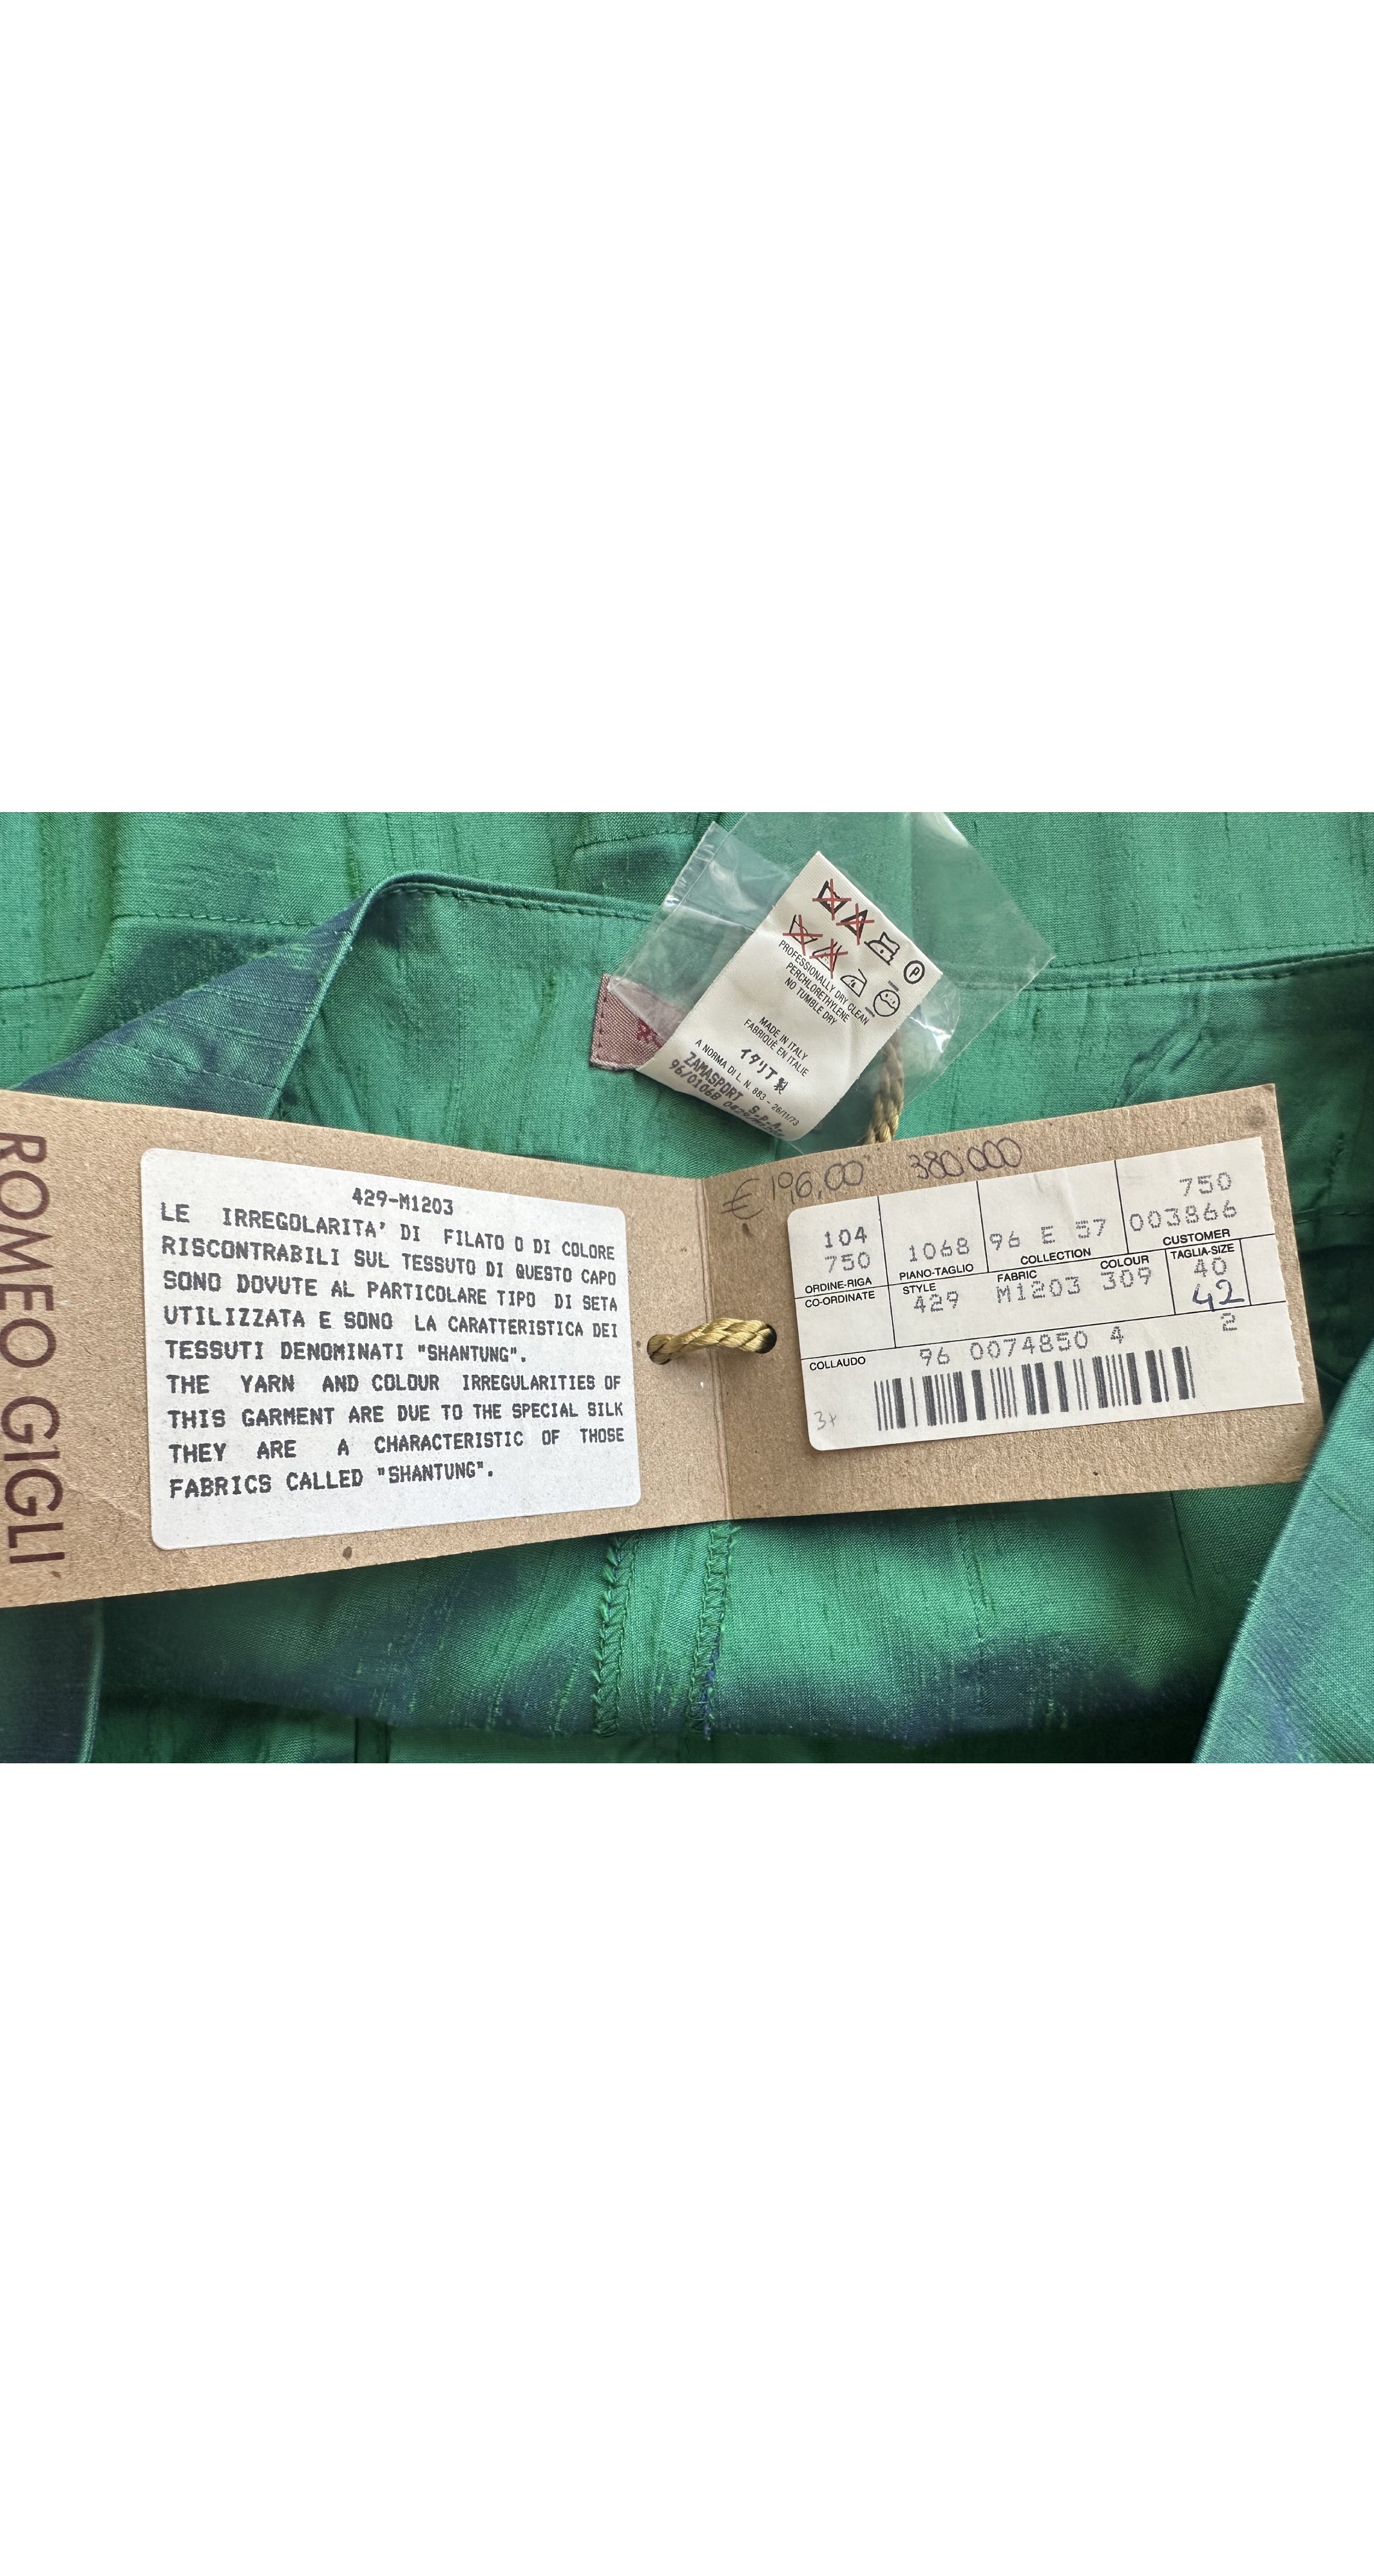 PROFESSIONALLY DRY CLEAN
PERCHLORETHYLENE
NO TUMBLE DRY
MADE IN ITALY
FABRIQUÉ EN ITALIE
イタリア製
A NORMA DI L. N. 883 - 26/11/73
ZAMASPORT S.p.A.
96/01068
P
ROMEO GIGLI
429-M1203
LE IRREGOLARITA' DI FILATO O DI COLORE
RISCONTRABILI SUL TESSUTO DI QUESTO CAPO
SONO DOVUTE AL PARTICOLARE TIPO DI SETA
UTILIZZATA E SONO LA CARATTERISTICA DEI
TESSUTI DENOMINATI "SHANTUNG".
THE YARN AND COLOUR IRREGULARITIES OF
THIS GARMENT ARE DUE TO THE SPECIAL SILK
THEY ARE A CHARACTERISTIC OF THOSE
FABRICS CALLED "SHANTUNG".
€ 196,00 380000
104
750
ORDINE-RIGA
1068
PIANO-TAGLIO
96 E 57
COLLECTION
750
003866
CUSTOMER
CO-ORDINATE
STYLE
429
FABRIC
M1203
COLOUR
309
TAGLIA-SIZE
40
42
2
COLLAUDO
96 0074850 4
3+